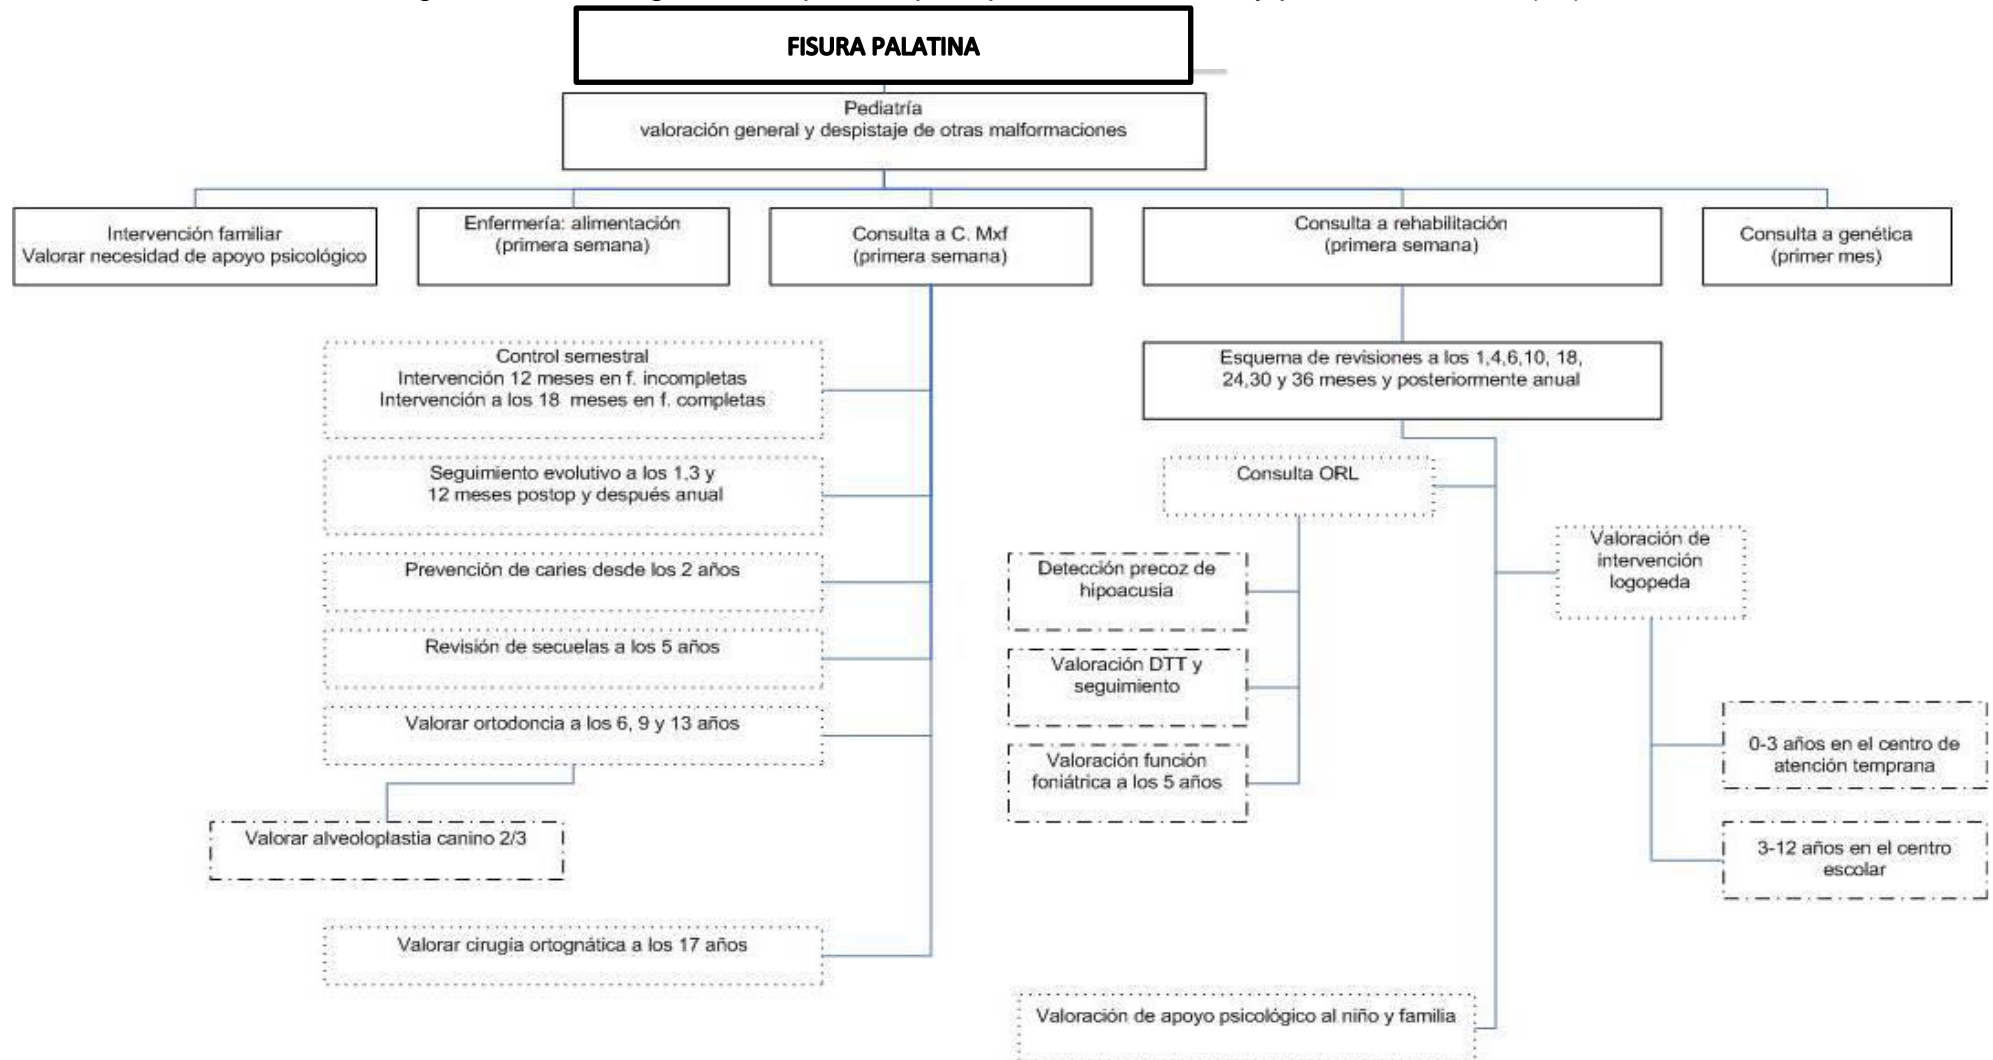 FISURA PALATINA
Pediatría
valoración general y despistaje de otras malformaciones
Intervención familiar
Valorar necesidad de apoyo psicológico
Enfermería: alimentación
(primera semana)
Consulta a C. Mxf
(primera semana)
Consulta a rehabilitación
(primera semana)
Consulta a genética
(primer mes)
Control semestral
Intervención 12 meses en f. incompletas
Intervención a los 18 meses en f. completas
Seguimiento evolutivo a los 1,3 y
12 meses postop y después anual
Prevención de caries desde los 2 años
Revisión de secuelas a los 5 años
Valorar ortodoncia a los 6, 9 y 13 años
Valorar alveoloplastia canino 2/3
Valorar cirugia ortognática a los 17 años
Esquema de revisiones a los 1,4,6,10, 18,
24,30 y 36 meses y posteriormente anual
Consulta ORL
Detección precoz de
hipoacusia
Valoración DTT y
seguimiento
Valoración función
foniátrica a los 5 años
Valoración de
intervención
logopeda
0-3 años en el centro de
atención temprana
3-12 años en el centro
escolar
Valoración de apoyo psicológico al niño y familia